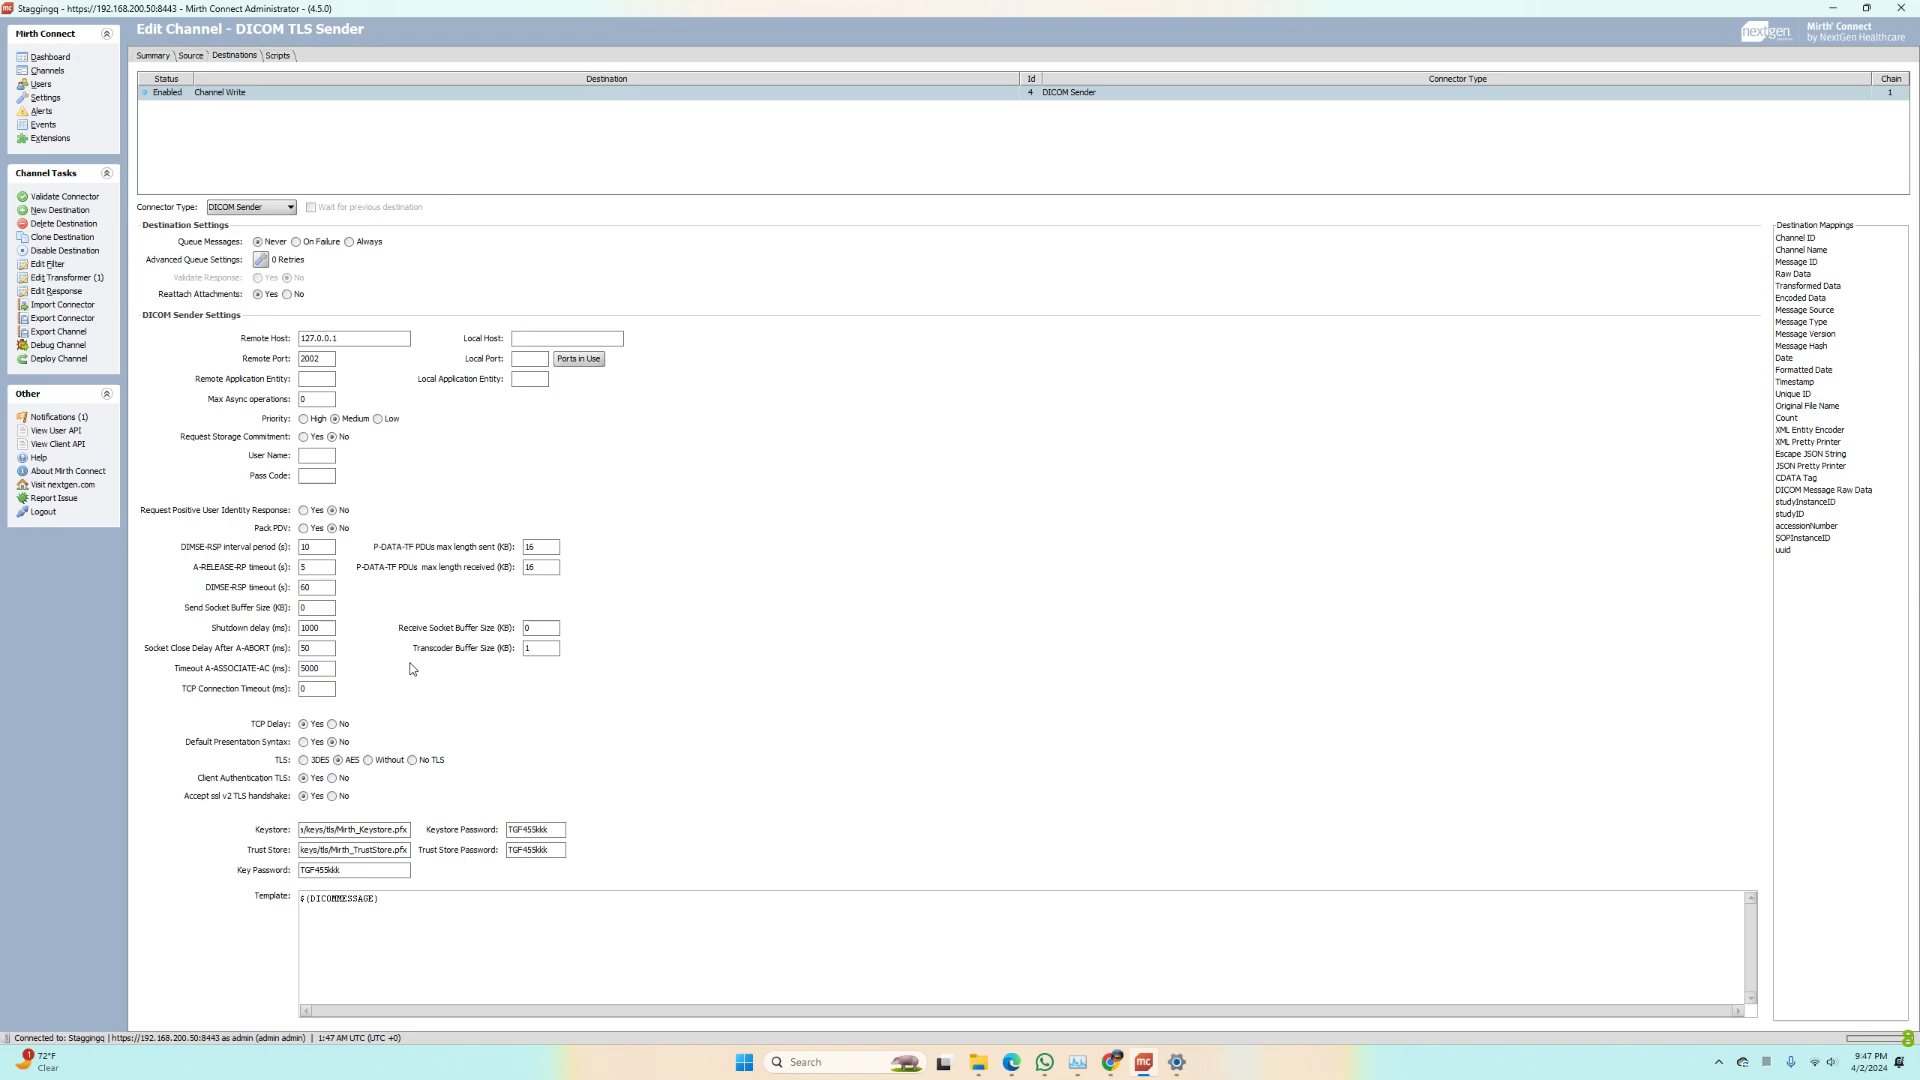 Staggingq - https://192.168.200.50:8443 - Mirth Connect Administrator - (4.5.0)
Mirth Connect
Dashboard
Channels
Users
Settings
Alerts
Events
Extensions
Channel Tasks
Validate Connector
New Destination
Delete Destination
Clone Destination
Disable Destination
Edit Filter
Edit Transformer (1)
Edit Response
Import Connector
Export Connector
Export Channel
Debug Channel
Deploy Channel
Other
Notifications (1)
View User API
View Client API
Help
About Mirth Connect
Visit nextgen.com
Report Issue
Logout
Edit Channel - DICOM TLS Sender
nextgen
Mirth® Connect
by NextGen Healthcare
Summary Source Destinations Scripts
Status Destination Id Connector Type Chain
Enabled Channel Write 4 DICOM Sender 1
Connector Type: DICOM Sender Wait for previous destination
Destination Settings
Queue Messages: Never On Failure Always
Advanced Queue Settings: 0 Retries
Validate Response: Yes No
Reattach Attachments: Yes No
DICOM Sender Settings
Remote Host: 127.0.0.1 Local Host:
Remote Port: 2002 Local Port: Ports in Use
Remote Application Entity: Local Application Entity:
Max Async operations: 0
Priority: High Medium Low
Request Storage Commitment: Yes No
User Name:
Pass Code:
Request Positive User Identity Response: Yes No
Pack PDV: Yes No
DIMSE-RSP interval period (s): 10 P-DATA-TF PDUs max length sent (KB): 16
A-RELEASE-RP timeout (s): 5 P-DATA-TF PDUs max length received (KB): 16
DIMSE-RSP timeout (s): 60
Send Socket Buffer Size (KB): 0
Shutdown delay (ms): 1000 Receive Socket Buffer Size (KB): 0
Socket Close Delay After A-ABORT (ms): 50 Transcoder Buffer Size (KB): 1
Timeout A-ASSOCIATE-AC (ms): 5000
TCP Connection Timeout (ms): 0
TCP Delay: Yes No
Default Presentation Syntax: Yes No
TLS: 3DES AES Without No TLS
Client Authentication TLS: Yes No
Accept ssl v2 TLS handshake: Yes No
Keystore: /keys/tls/Mirth_Keystore.pfx Keystore Password: TGF455kkk
Trust Store: keys/tls/Mirth_TrustStore.pfx Trust Store Password: TGF455kkk
Key Password: TGF455kkk
Template: ${DICOMMESSAGE}
Destination Mappings
Channel ID
Channel Name
Message ID
Raw Data
Transformed Data
Encoded Data
Message Source
Message Type
Message Version
Message Hash
Date
Formatted Date
Timestamp
Unique ID
Original File Name
Count
XML Entity Encoder
XML Pretty Printer
Escape JSON String
JSON Pretty Printer
CDATA Tag
DICOM Message Raw Data
studyInstanceID
studyID
accessionNumber
SOPInstanceID
uuid
Connected to: Staggingq | https://192.168.200.50:8443 as admin (admin admin) | 1:47 AM UTC (UTC +0)
1
72°F
Clear
Search
mc
9:47 PM
4/2/2024